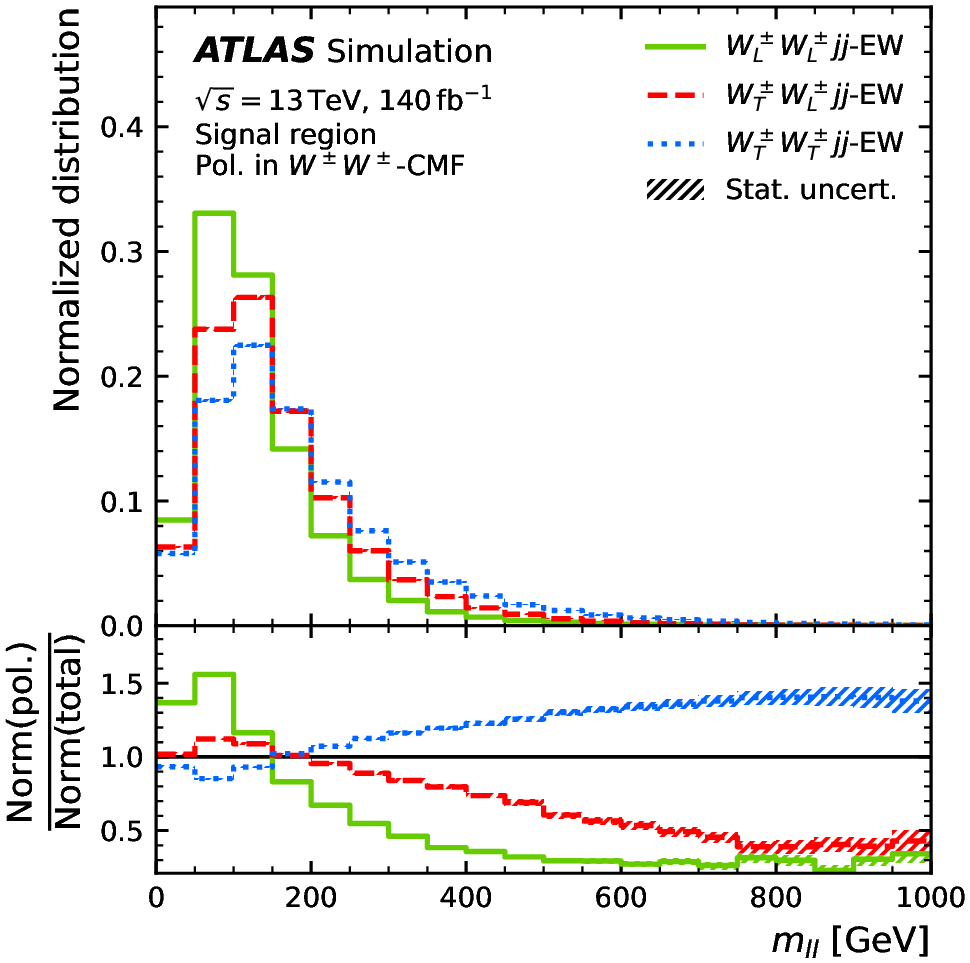 ATLAS Simulation
√s = 13 TeV, 140 fb⁻¹
Signal region
Pol. in W±W±-CMF
W_L^± W_L^± jj-EW
W_T^± W_L^± jj-EW
W_T^± W_T^± jj-EW
Stat. uncert.
Normalized distribution
0.4
0.3
0.2
0.1
0.0
Norm(pol.)
Norm(total)
1.5
1.0
0.5
0 200 400 600 800 1000
m_ll [GeV]